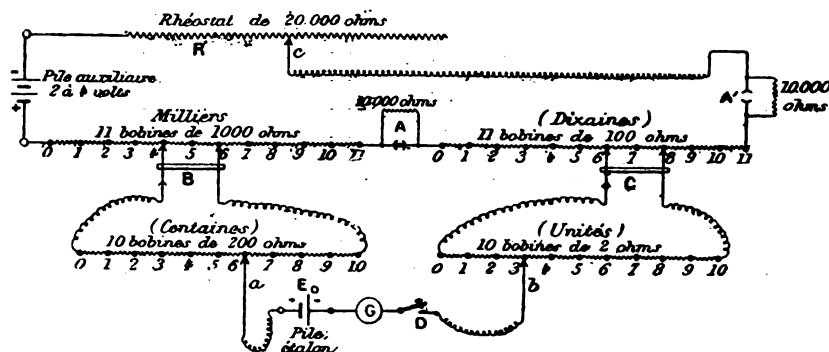 Rhéostat de 20.000 ohms
R
c
Pile auxiliaire
2 à 4 volts
Milliers
11 bobines de 1000 ohms
10.000 ohms
A
(Dixaines)
11 bobines de 100 ohms
A'
10.000
ohms
0 1 2 3 4 5 6 7 8 9 10 11
0 1 2 3 4 5 6 7 8 9 10 11
B
C
(Centaines)
10 bobines de 200 ohms
(Unités)
10 bobines de 2 ohms
0 1 2 3 4 5 6 7 8 9 10
0 1 2 3 4 5 6 7 8 9 10
a
b
E₀
G
D
Pile
étalon